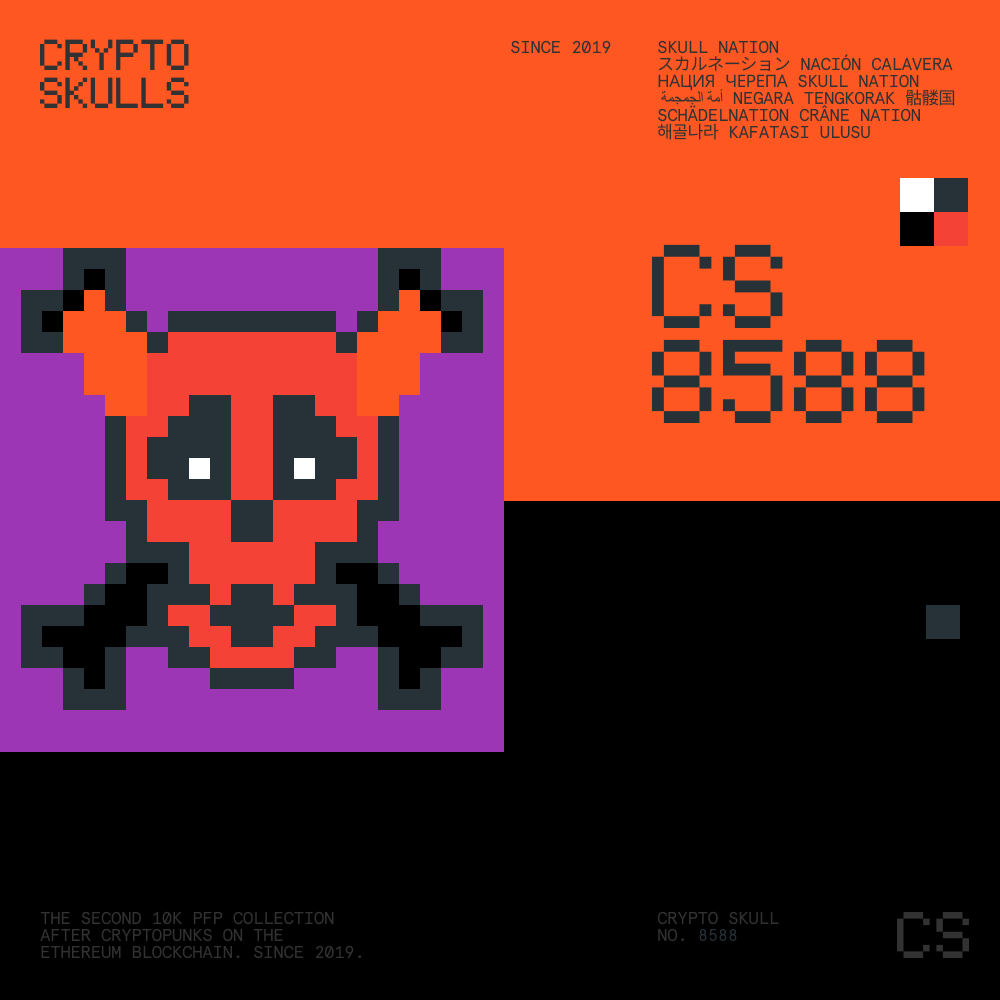 CRYPTO
SKULLS
SINCE 2019
SKULL NATION
スカルネーション NACIÓN CALAVERA
НАЦИЯ ЧЕРЕПА SKULL NATION
أمة الجمجمة NEGARA TENGKORAK 骷髅国
SCHÄDELNATION CRÂNE NATION
해골나라 KAFATASI ULUSU
CS
8588
THE SECOND 10K PFP COLLECTION
AFTER CRYPTOPUNKS ON THE
ETHEREUM BLOCKCHAIN. SINCE 2019.
CRYPTO SKULL
NO. 8588
CS